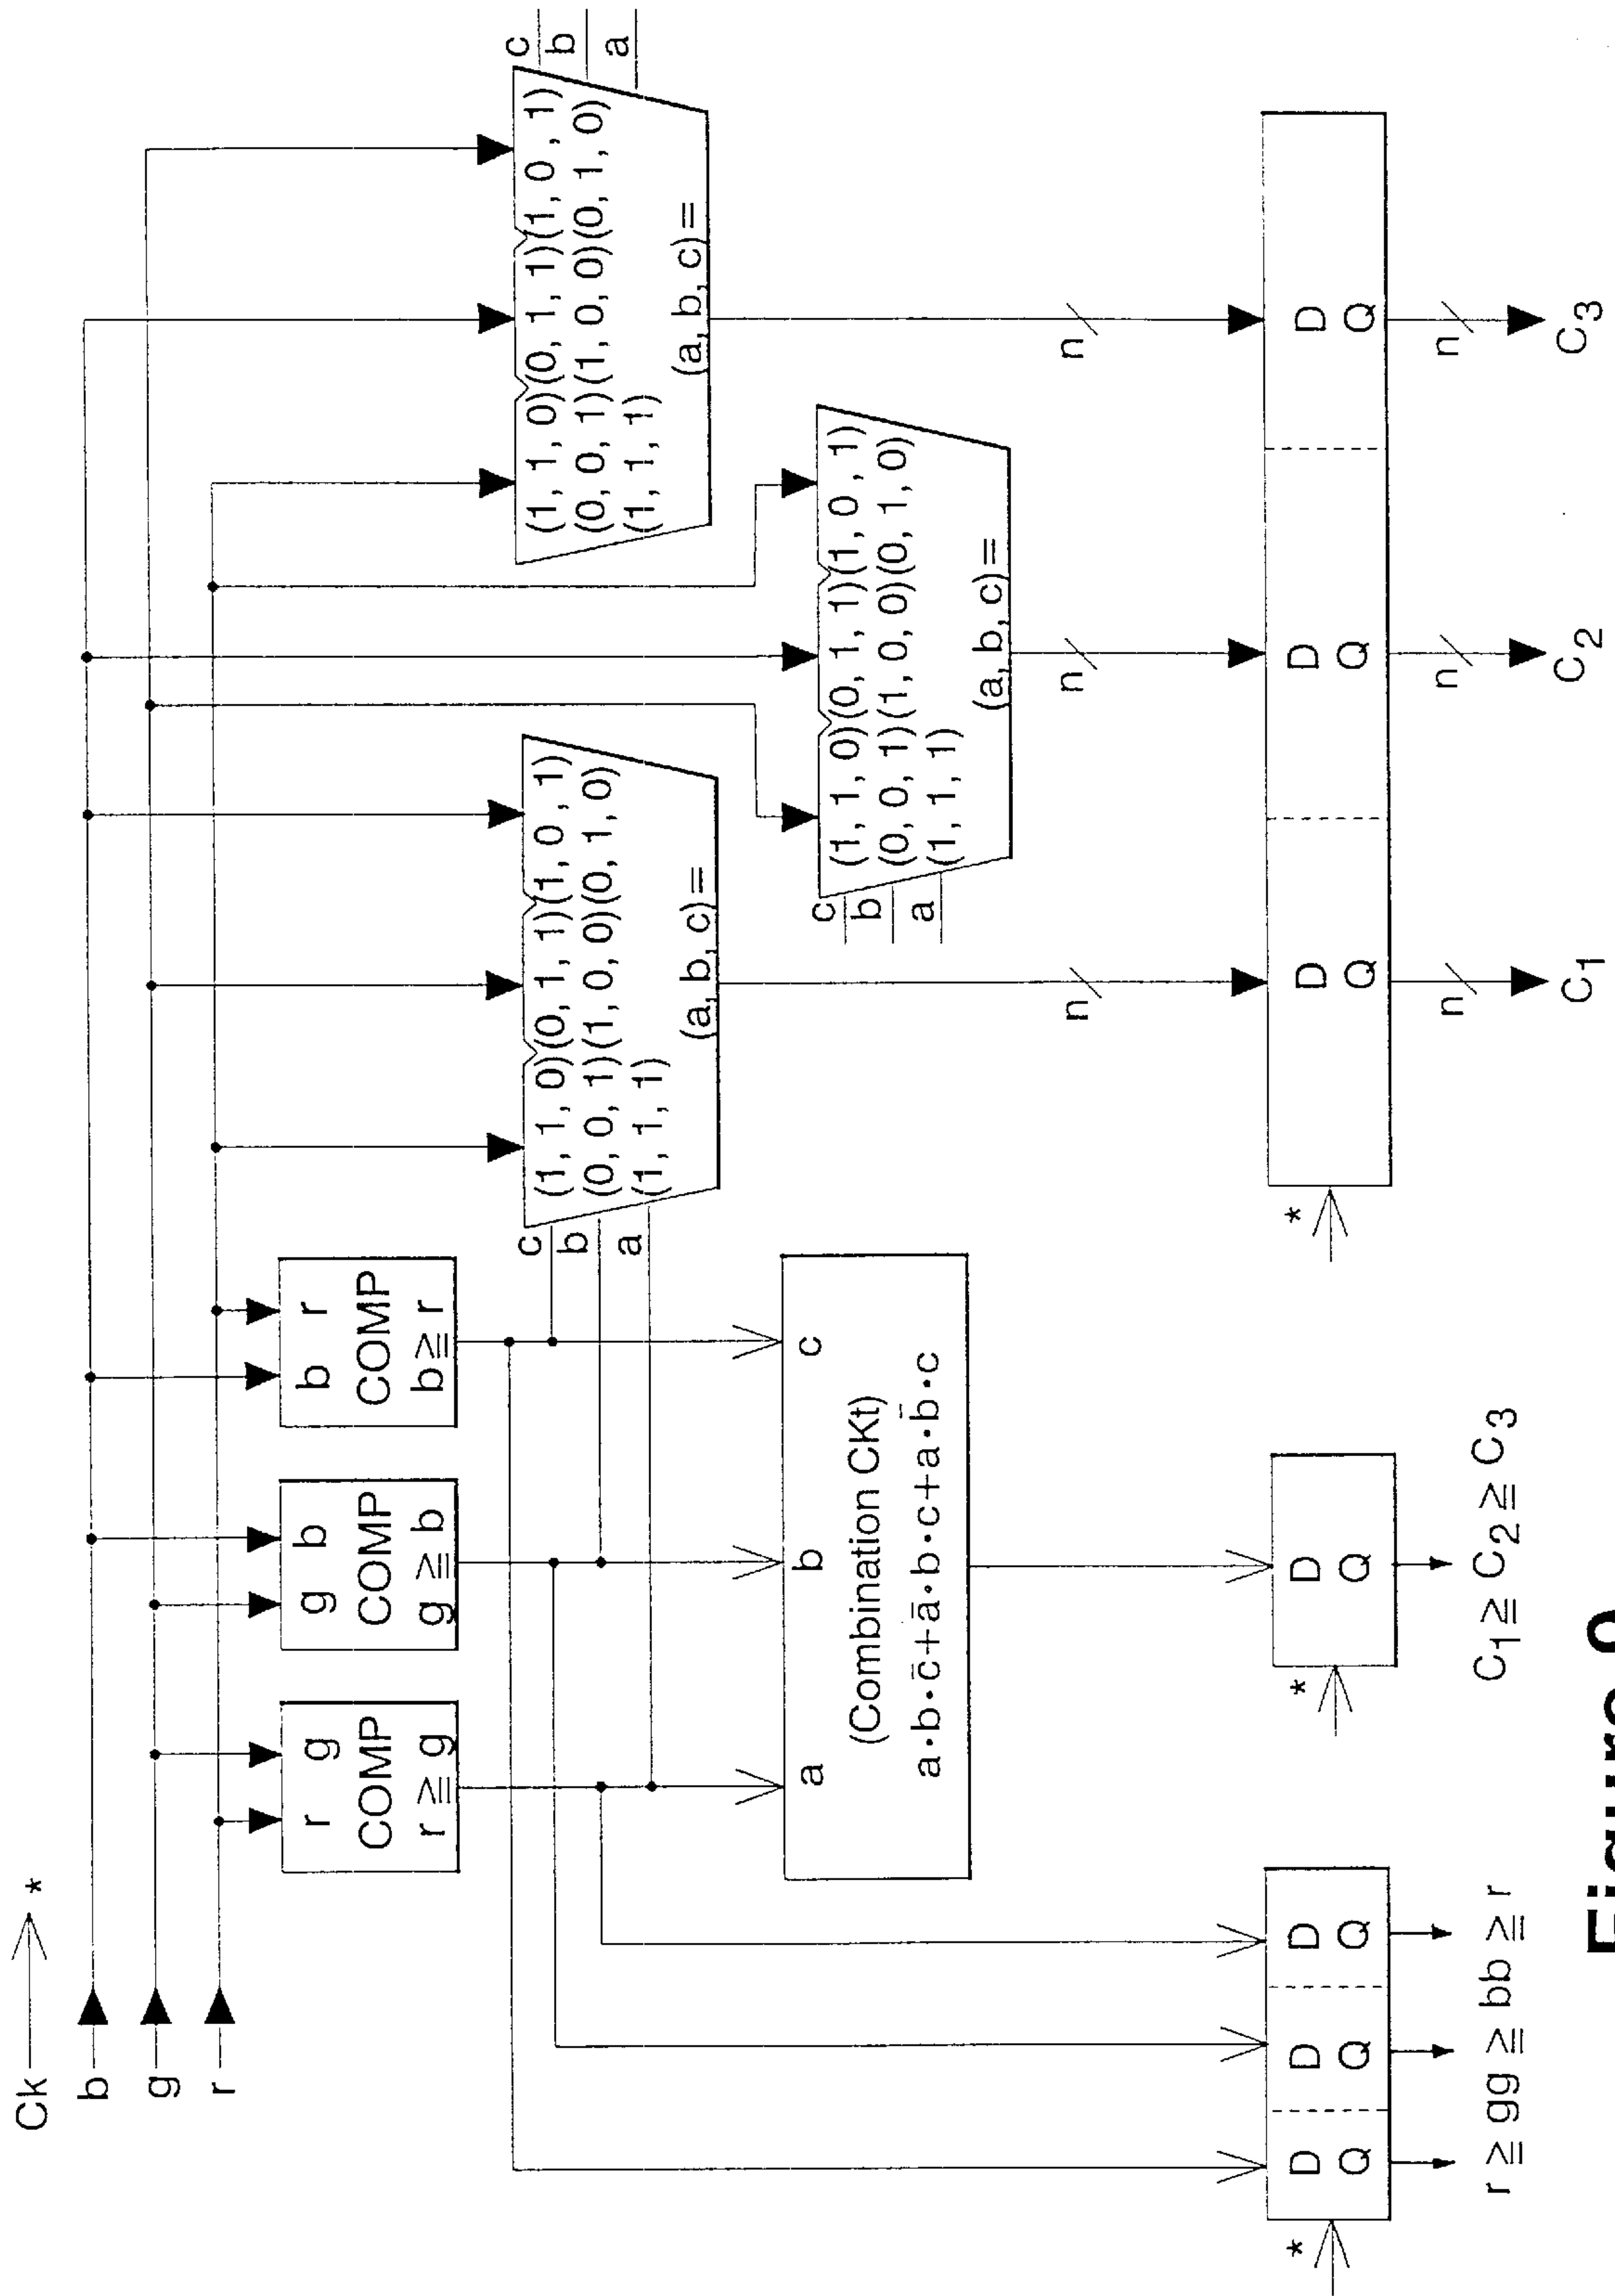 Ck
*
b
g
r
r g
COMP
r ≧ g
g b
COMP
g ≧ b
b r
COMP
b ≧ r
c
b
a
(1, 1, 0)(0, 1, 1)(1, 0, 1)
(0, 0, 1)(1, 0, 0)(0, 1, 0)
(1, 1, 1)
(a, b, c)=
(1, 1, 0)(0, 1, 1)(1, 0, 1)
(0, 0, 1)(1, 0, 0)(0, 1, 0)
(1, 1, 1)
(a, b, c)=
c
b
a
c
b
a
(1, 1, 0)(0, 1, 1)(1, 0, 1)
(0, 0, 1)(1, 0, 0)(0, 1, 0)
(1, 1, 1)
(a, b, c)=
a b c
(Combination CKt)
a·b·c̄+ā·b·c+a·b̄·c
n n n
*
D D D
Q Q Q
*
D
Q
*
D D D
Q Q Q
n n n
r ≧ gg ≧ bb ≧ r
C₁ ≧ C₂ ≧ C₃
C₁ C₂ C₃